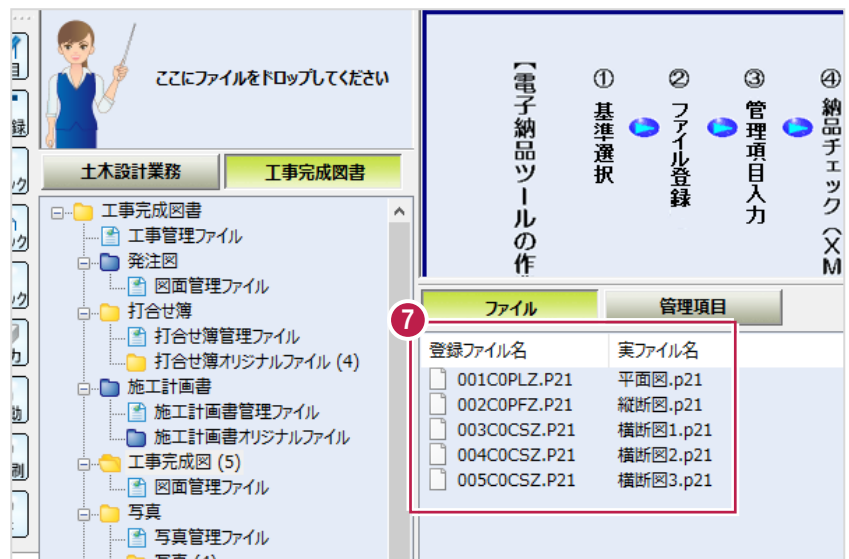 ここにファイルをドロップしてください
土木設計業務
工事完成図書
工事完成図書
工事管理ファイル
発注図
図面管理ファイル
打合せ簿
打合せ簿管理ファイル
打合せ簿オリジナルファイル (4)
施工計画書
施工計画書管理ファイル
施工計画書オリジナルファイル
工事完成図 (5)
図面管理ファイル
写真
写真管理ファイル
【電子納品ツールの作
① 基準選択
② ファイル登録
③ 管理項目入力
④ 納品チェック（XM
ファイル
管理項目
7
登録ファイル名 実ファイル名
001C0PLZ.P21 平面図.p21
002C0PFZ.P21 縦断図.p21
003C0CSZ.P21 横断図1.p21
004C0CSZ.P21 横断図2.p21
005C0CSZ.P21 横断図3.p21